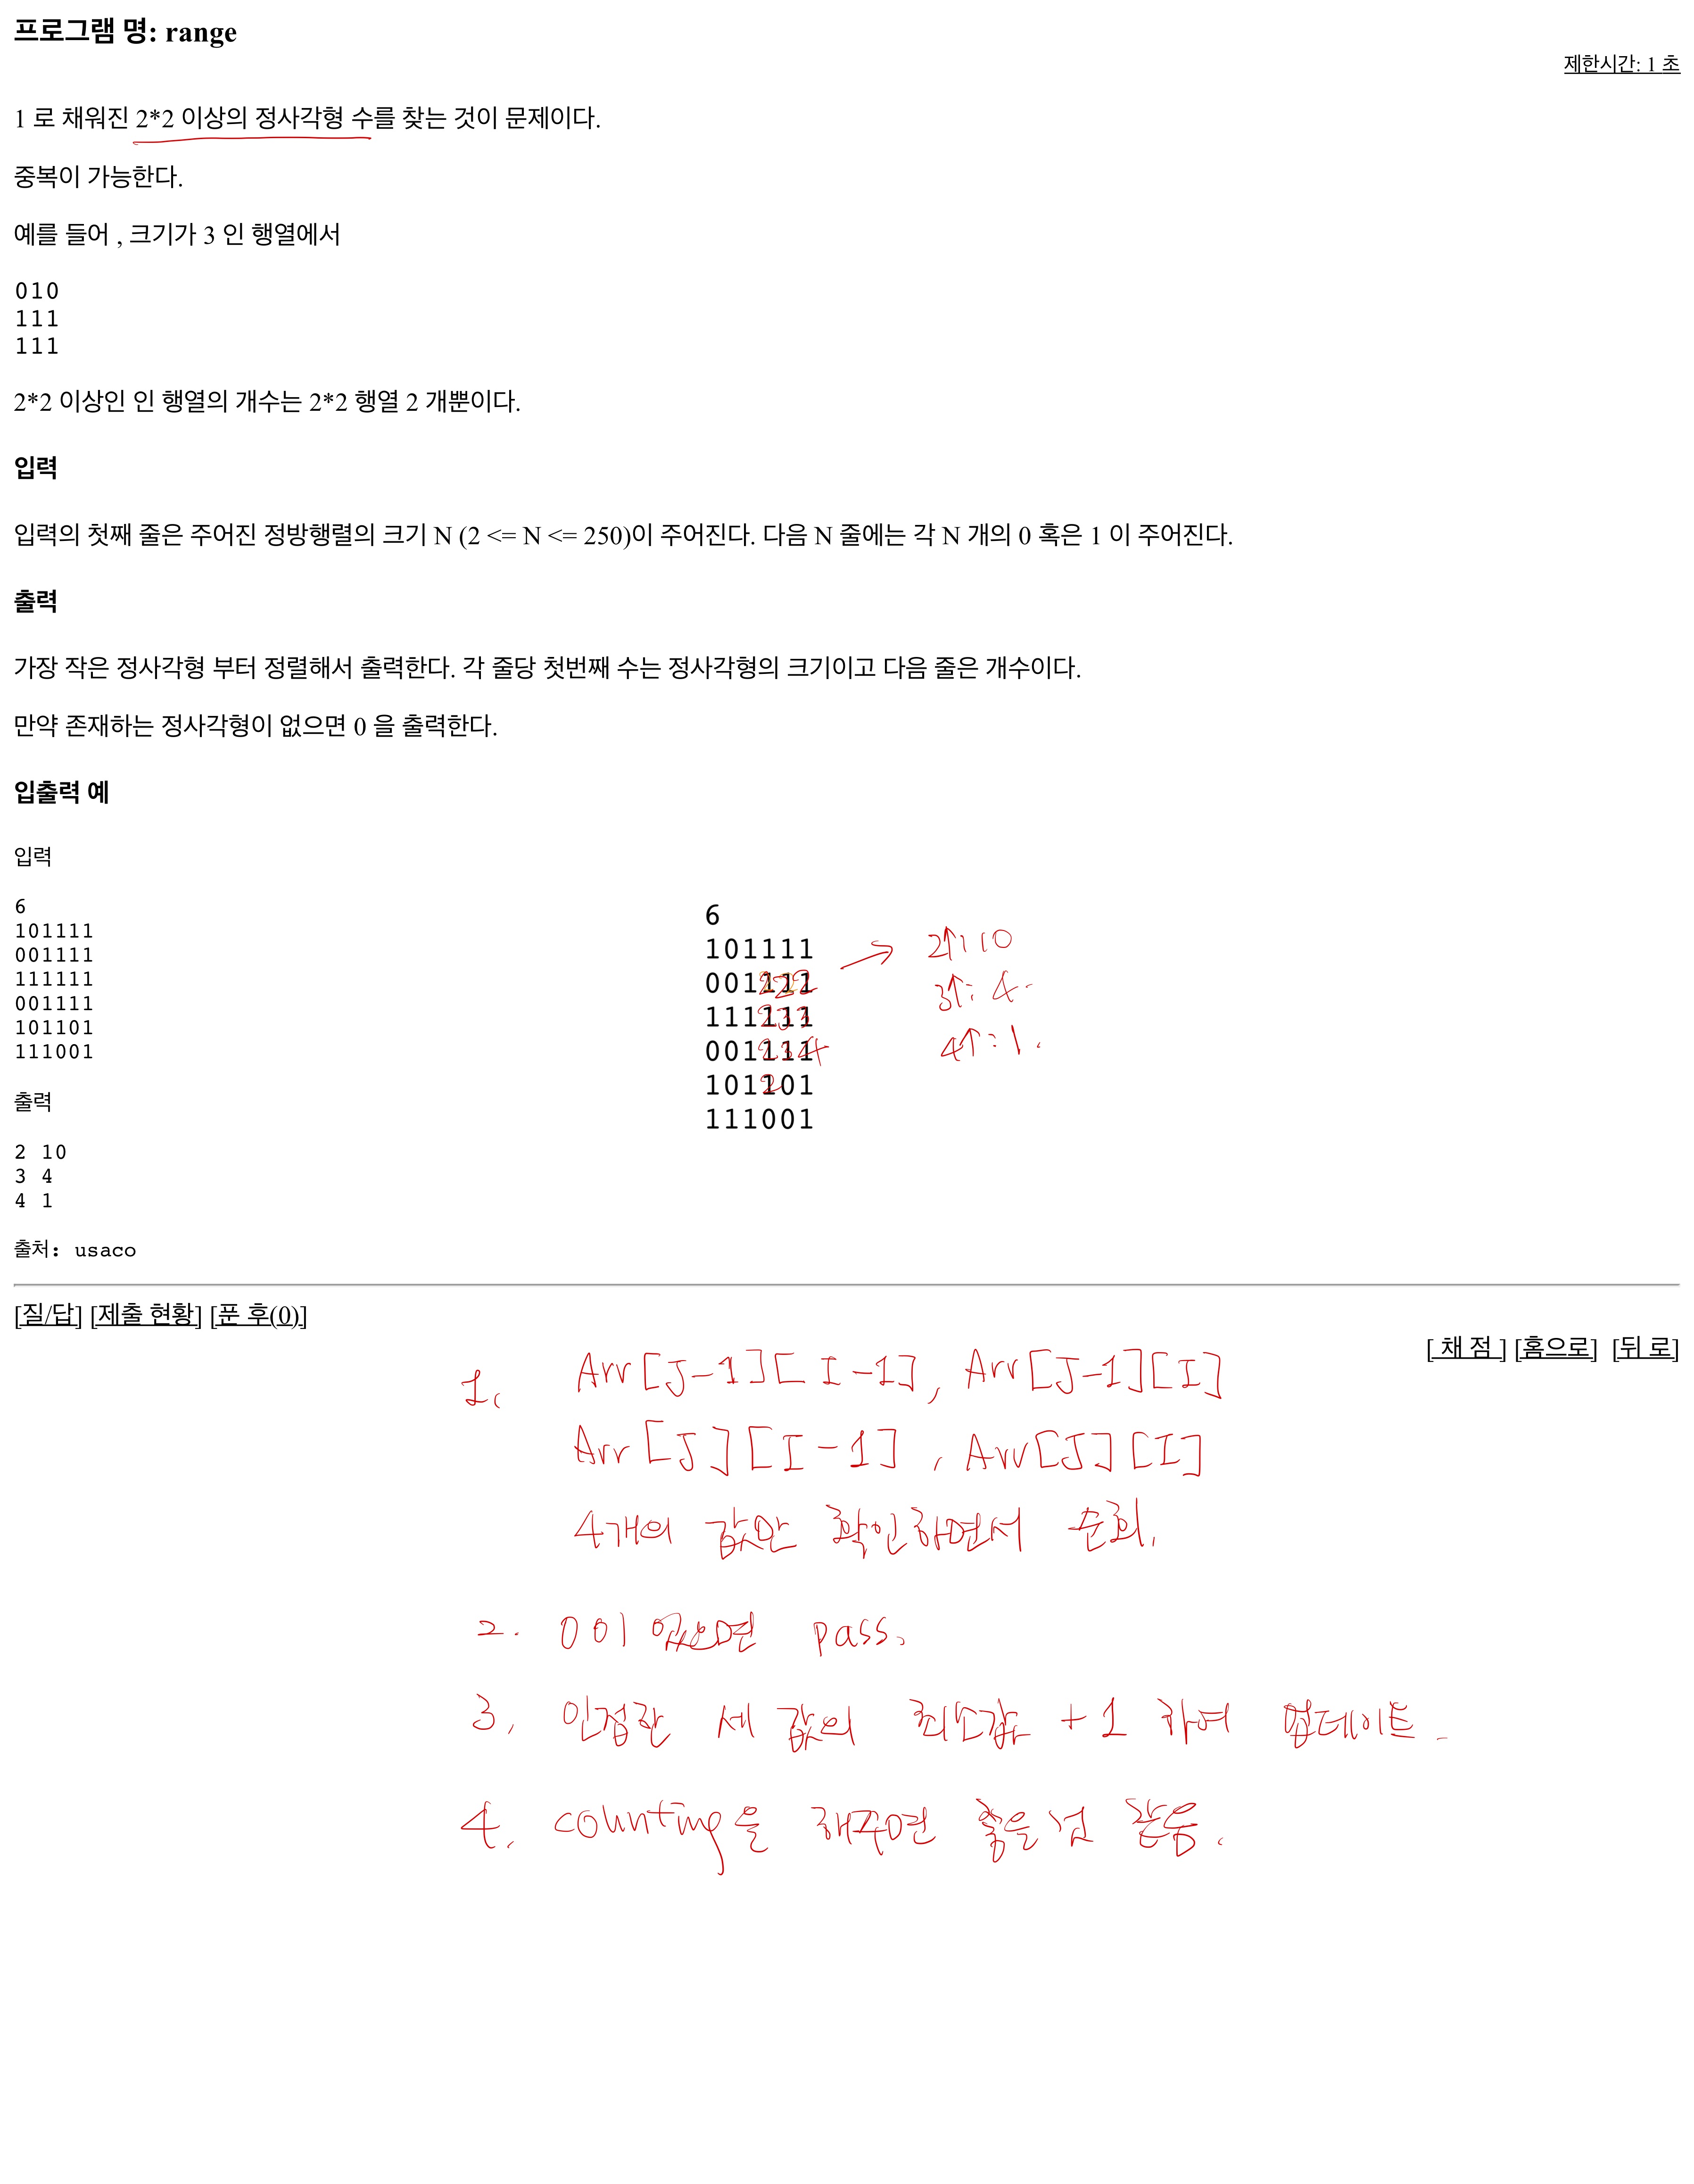 프로그램 명: range
제한시간: 1 초
1 로 채워진 2*2 이상의 정사각형 수를 찾는 것이 문제이다.
중복이 가능한다.
예를 들어 , 크기가 3 인 행열에서
010
111
111
2*2 이상인 인 행열의 개수는 2*2 행열 2 개뿐이다.
입력
입력의 첫째 줄은 주어진 정방행렬의 크기 N (2 <= N <= 250)이 주어진다. 다음 N 줄에는 각 N 개의 0 혹은 1 이 주어진다.
출력
가장 작은 정사각형 부터 정렬해서 출력한다. 각 줄당 첫번째 수는 정사각형의 크기이고 다음 줄은 개수이다.
만약 존재하는 정사각형이 없으면 0 을 출력한다.
입출력 예
입력
6
101111
001111
111111
001111
101101
111001
출력
2 10
3 4
4 1
출처: usaco
6
101111
001111
111111
001111
101101
111001
222
233
234
2
→ 2↑: 10
3↑: 4.
4↑: 1.
[질/답] [제출 현황] [푼 후(0)]
[ 채 점 ] [홈으로] [뒤 로]
1. Arr[J-1][I-1], Arr[J-1][I]
Arr[J][I-1], Arr[J][I]
4개의 값만 확인하면서 순회.
2. 0이 있으면 pass.
3. 인접한 세 값의 최소값 + 1 하여 업데이트.
4. counting을 해주면 좋을 것 같음.